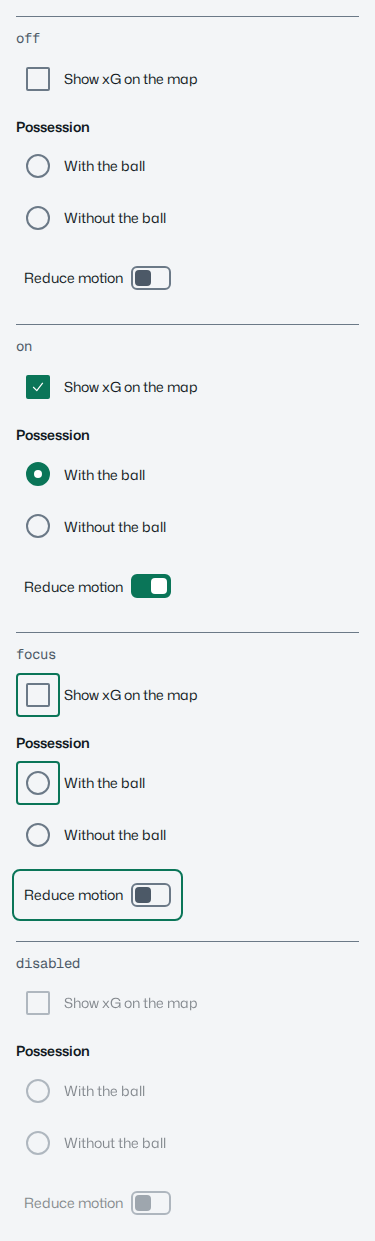 off
Show xG on the map
Possession
With the ball
Without the ball
Reduce motion
on
Show xG on the map
Possession
With the ball
Without the ball
Reduce motion
focus
Show xG on the map
Possession
With the ball
Without the ball
Reduce motion
disabled
Show xG on the map
Possession
With the ball
Without the ball
Reduce motion